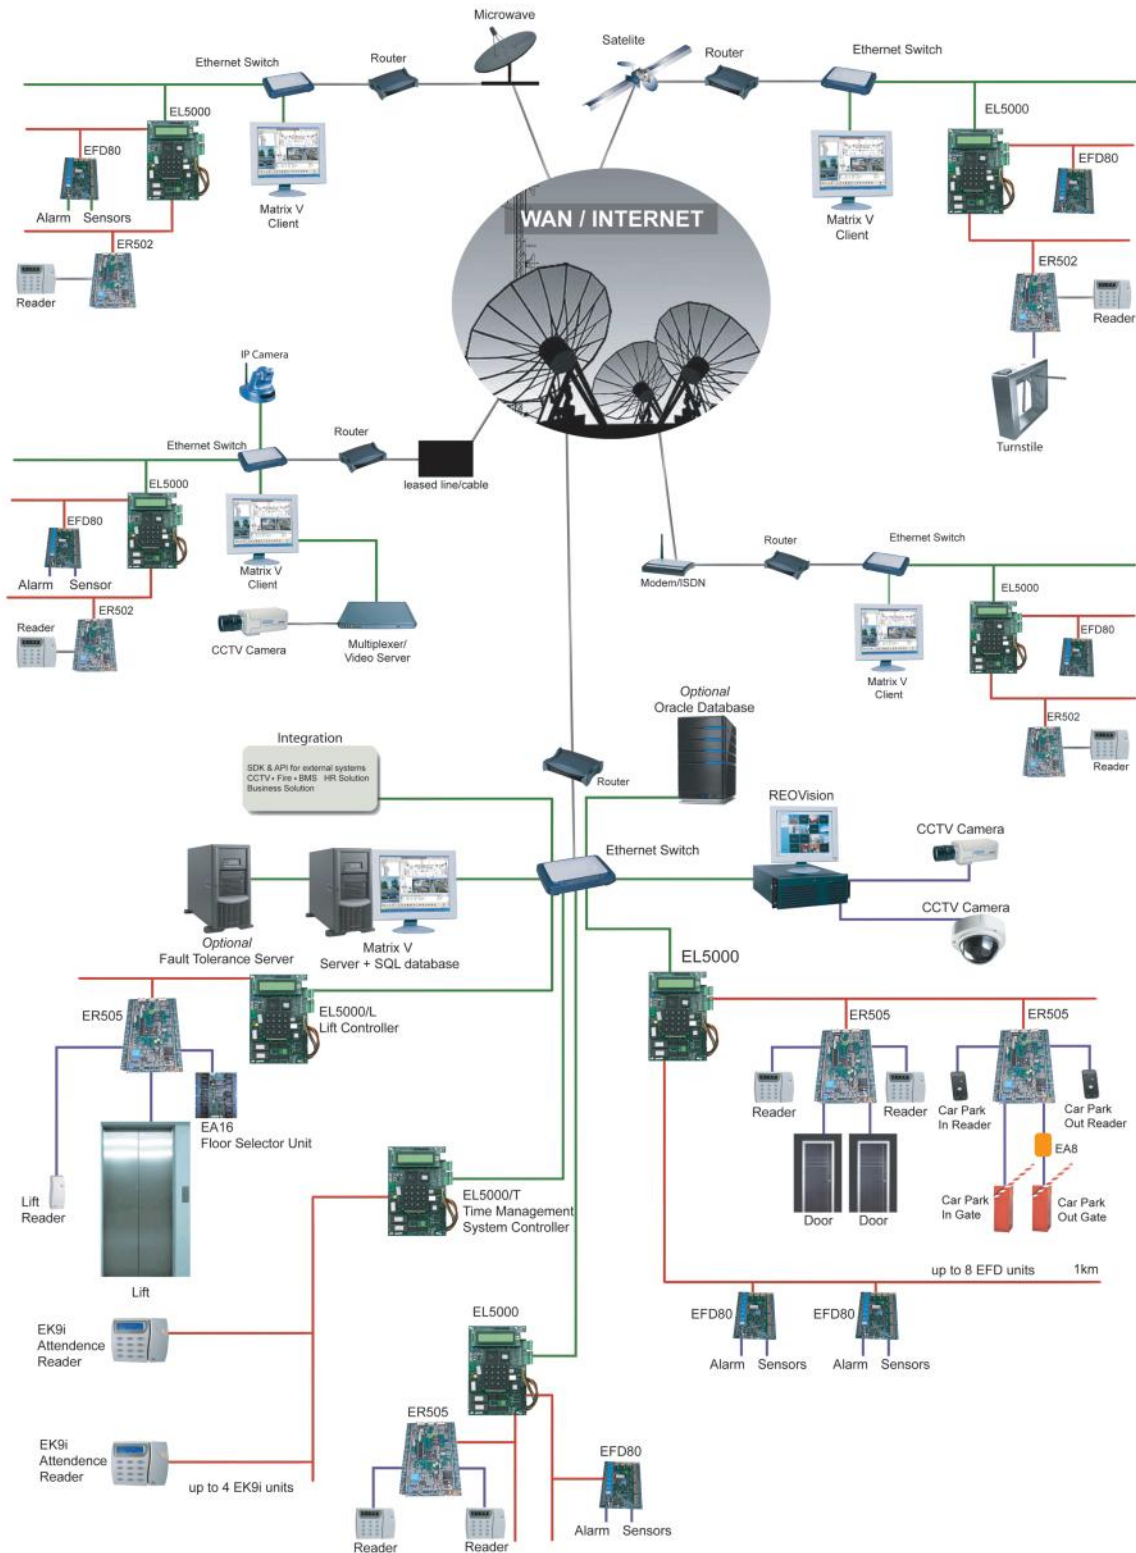 Microwave
Satelite
Ethernet Switch
Router
Router
Ethernet Switch
EL5000
EFD80
Alarm
Sensors
Matrix V
Client
ER502
Reader
WAN / INTERNET
Matrix V
Client
EL5000
EFD80
ER502
Reader
Turnstile
IP Camera
Ethernet Switch
Router
leased line/cable
EL5000
EFD80
Alarm
Sensor
Matrix V
Client
Reader
ER502
CCTV Camera
Multiplexer/
Video Server
Modem/ISDN
Router
Ethernet Switch
EL5000
EFD80
Matrix V
Client
ER502
Reader
Optional
Oracle Database
Integration
SDK & API for external systems
CCTV • Fire • BMS HR Solution
Business Solution
Router
REOVision
Ethernet Switch
CCTV Camera
CCTV Camera
Optional
Fault Tolerance Server
Matrix V
Server + SQL database
EL5000
ER505
EL5000/L
Lift Controller
EA16
Floor Selector Unit
Lift
Reader
Lift
ER505
ER505
Reader
Reader
Car Park
In Reader
Car Park
Out Reader
EA8
Door
Door
Car Park
In Gate
Car Park
Out Gate
EL5000/T
Time Management
System Controller
up to 8 EFD units
1km
EFD80
EFD80
Alarm
Sensors
Alarm
Sensors
EK9i
Attendence
Reader
EL5000
EK9i
Attendence
Reader
up to 4 EK9i units
ER505
EFD80
Reader
Reader
Alarm
Sensors